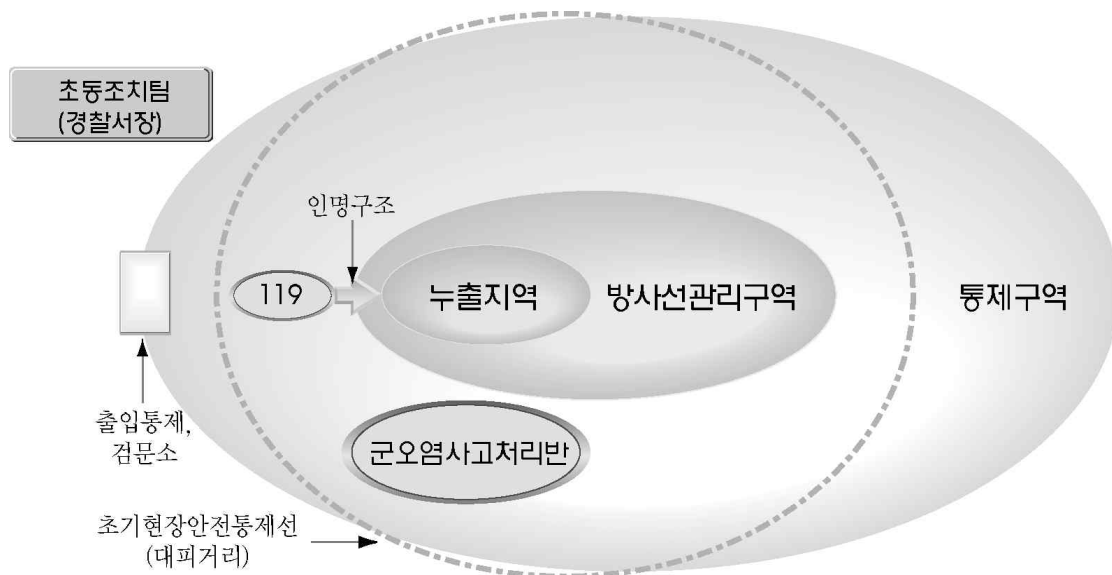 초동조치팀
(경찰서장)
인명구조
119
누출지역
방사선관리구역
통제구역
출입통제,
검문소
군오염사고처리반
초기현장안전통제선
(대피거리)